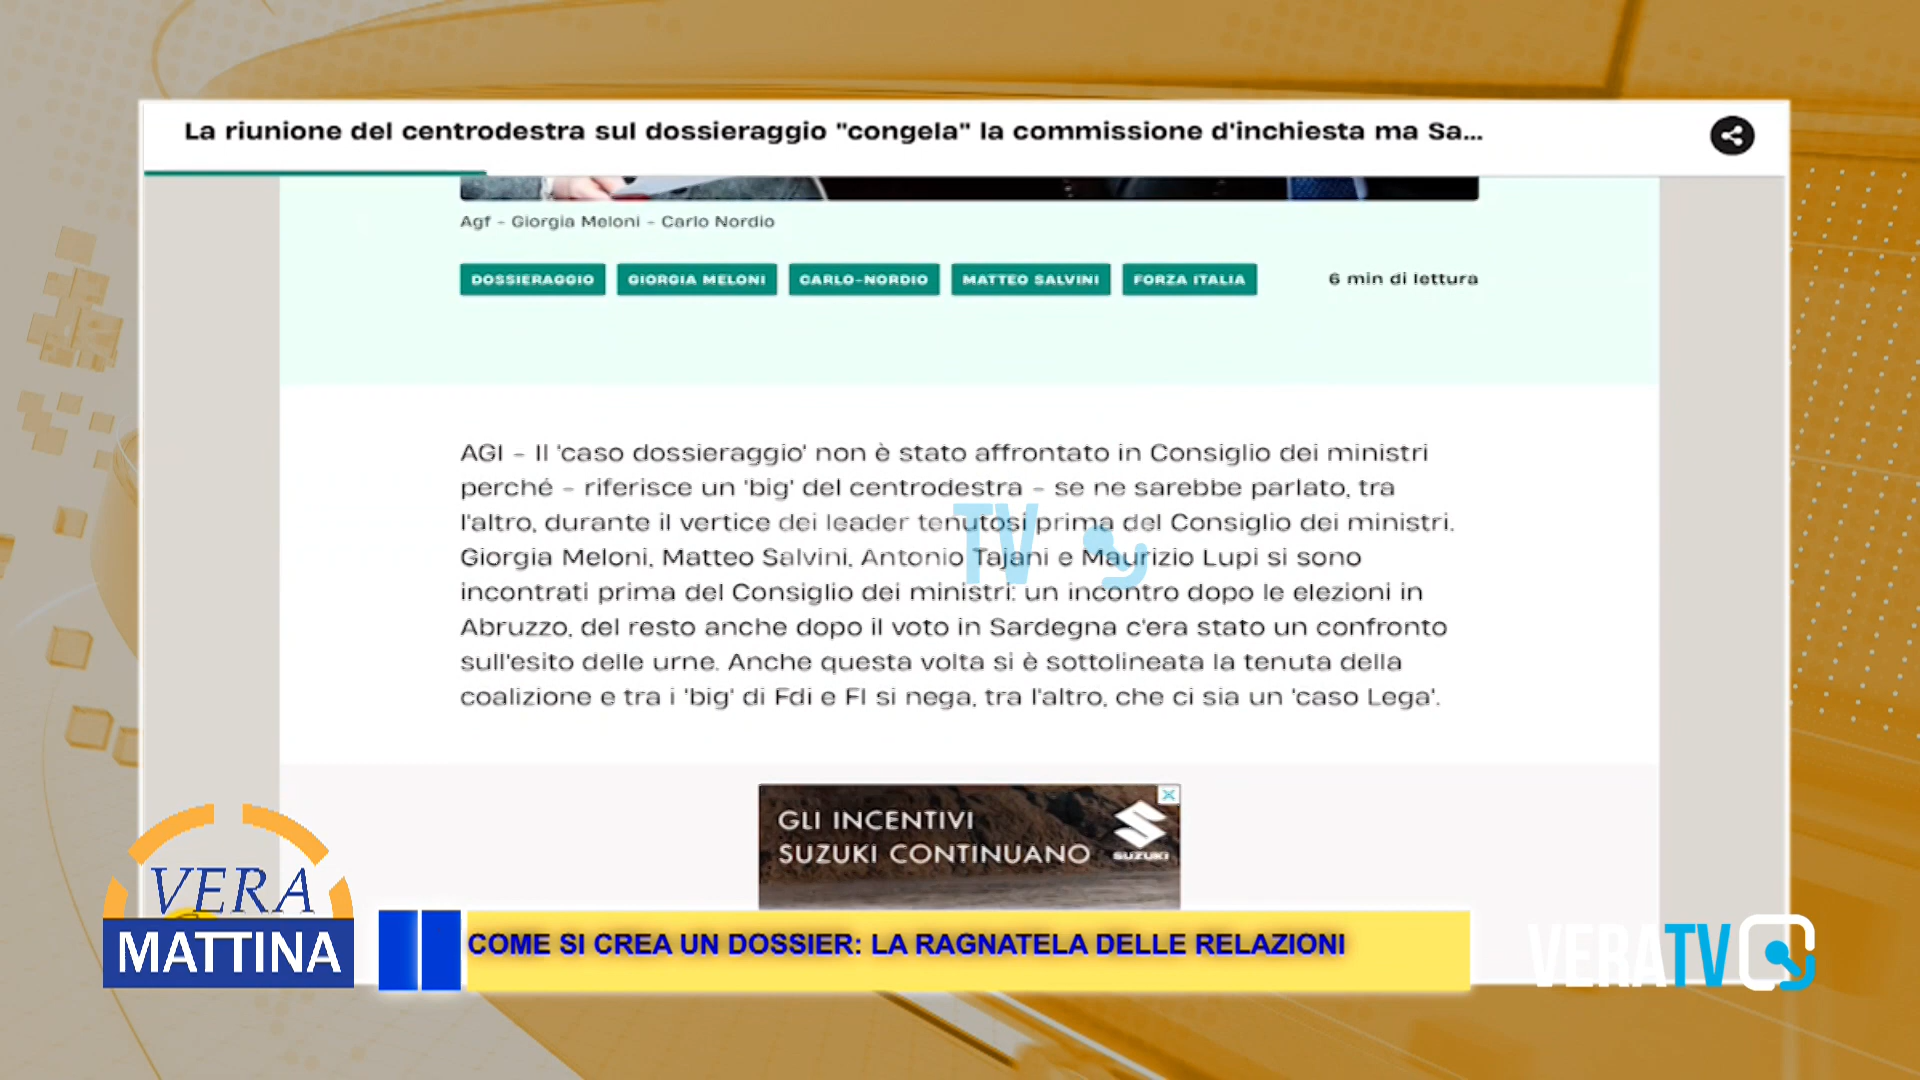 La riunione del centrodestra sul dossieraggio "congela" la commissione d'inchiesta ma Sa...
Agf - Giorgia Meloni - Carlo Nordio
DOSSIERAGGIO GIORGIA MELONI CARLO-NORDIO MATTEO SALVINI FORZA ITALIA 6 min di lettura
AGI - Il 'caso dossieraggio' non è stato affrontato in Consiglio dei ministri
perché - riferisce un 'big' del centrodestra - se ne sarebbe parlato, tra
l'altro, durante il vertice dei leader tenutosi prima del Consiglio dei ministri.
Giorgia Meloni, Matteo Salvini, Antonio Tajani e Maurizio Lupi si sono
incontrati prima del Consiglio dei ministri: un incontro dopo le elezioni in
Abruzzo, del resto anche dopo il voto in Sardegna c'era stato un confronto
sull'esito delle urne. Anche questa volta si è sottolineata la tenuta della
coalizione e tra i 'big' di Fdi e FI si nega, tra l'altro, che ci sia un 'caso Lega'.
TV
GLI INCENTIVI
SUZUKI CONTINUANO
SUZUKI
VERA
MATTINA
COME SI CREA UN DOSSIER: LA RAGNATELA DELLE RELAZIONI
VERATV